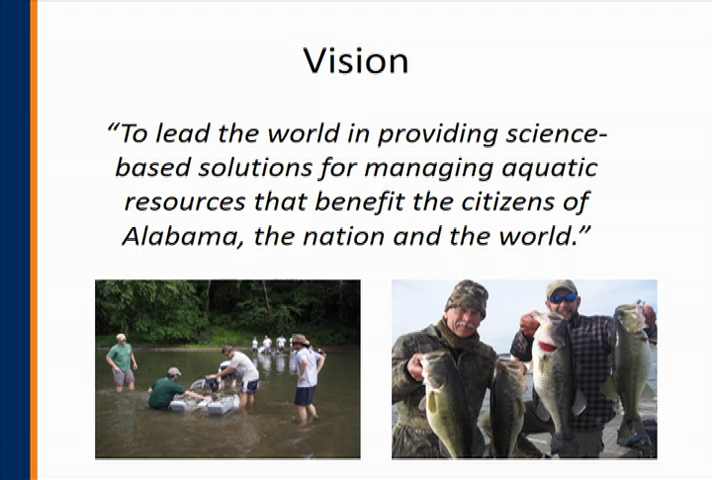 Vision
“To lead the world in providing science-
based solutions for managing aquatic
resources that benefit the citizens of
Alabama, the nation and the world.”